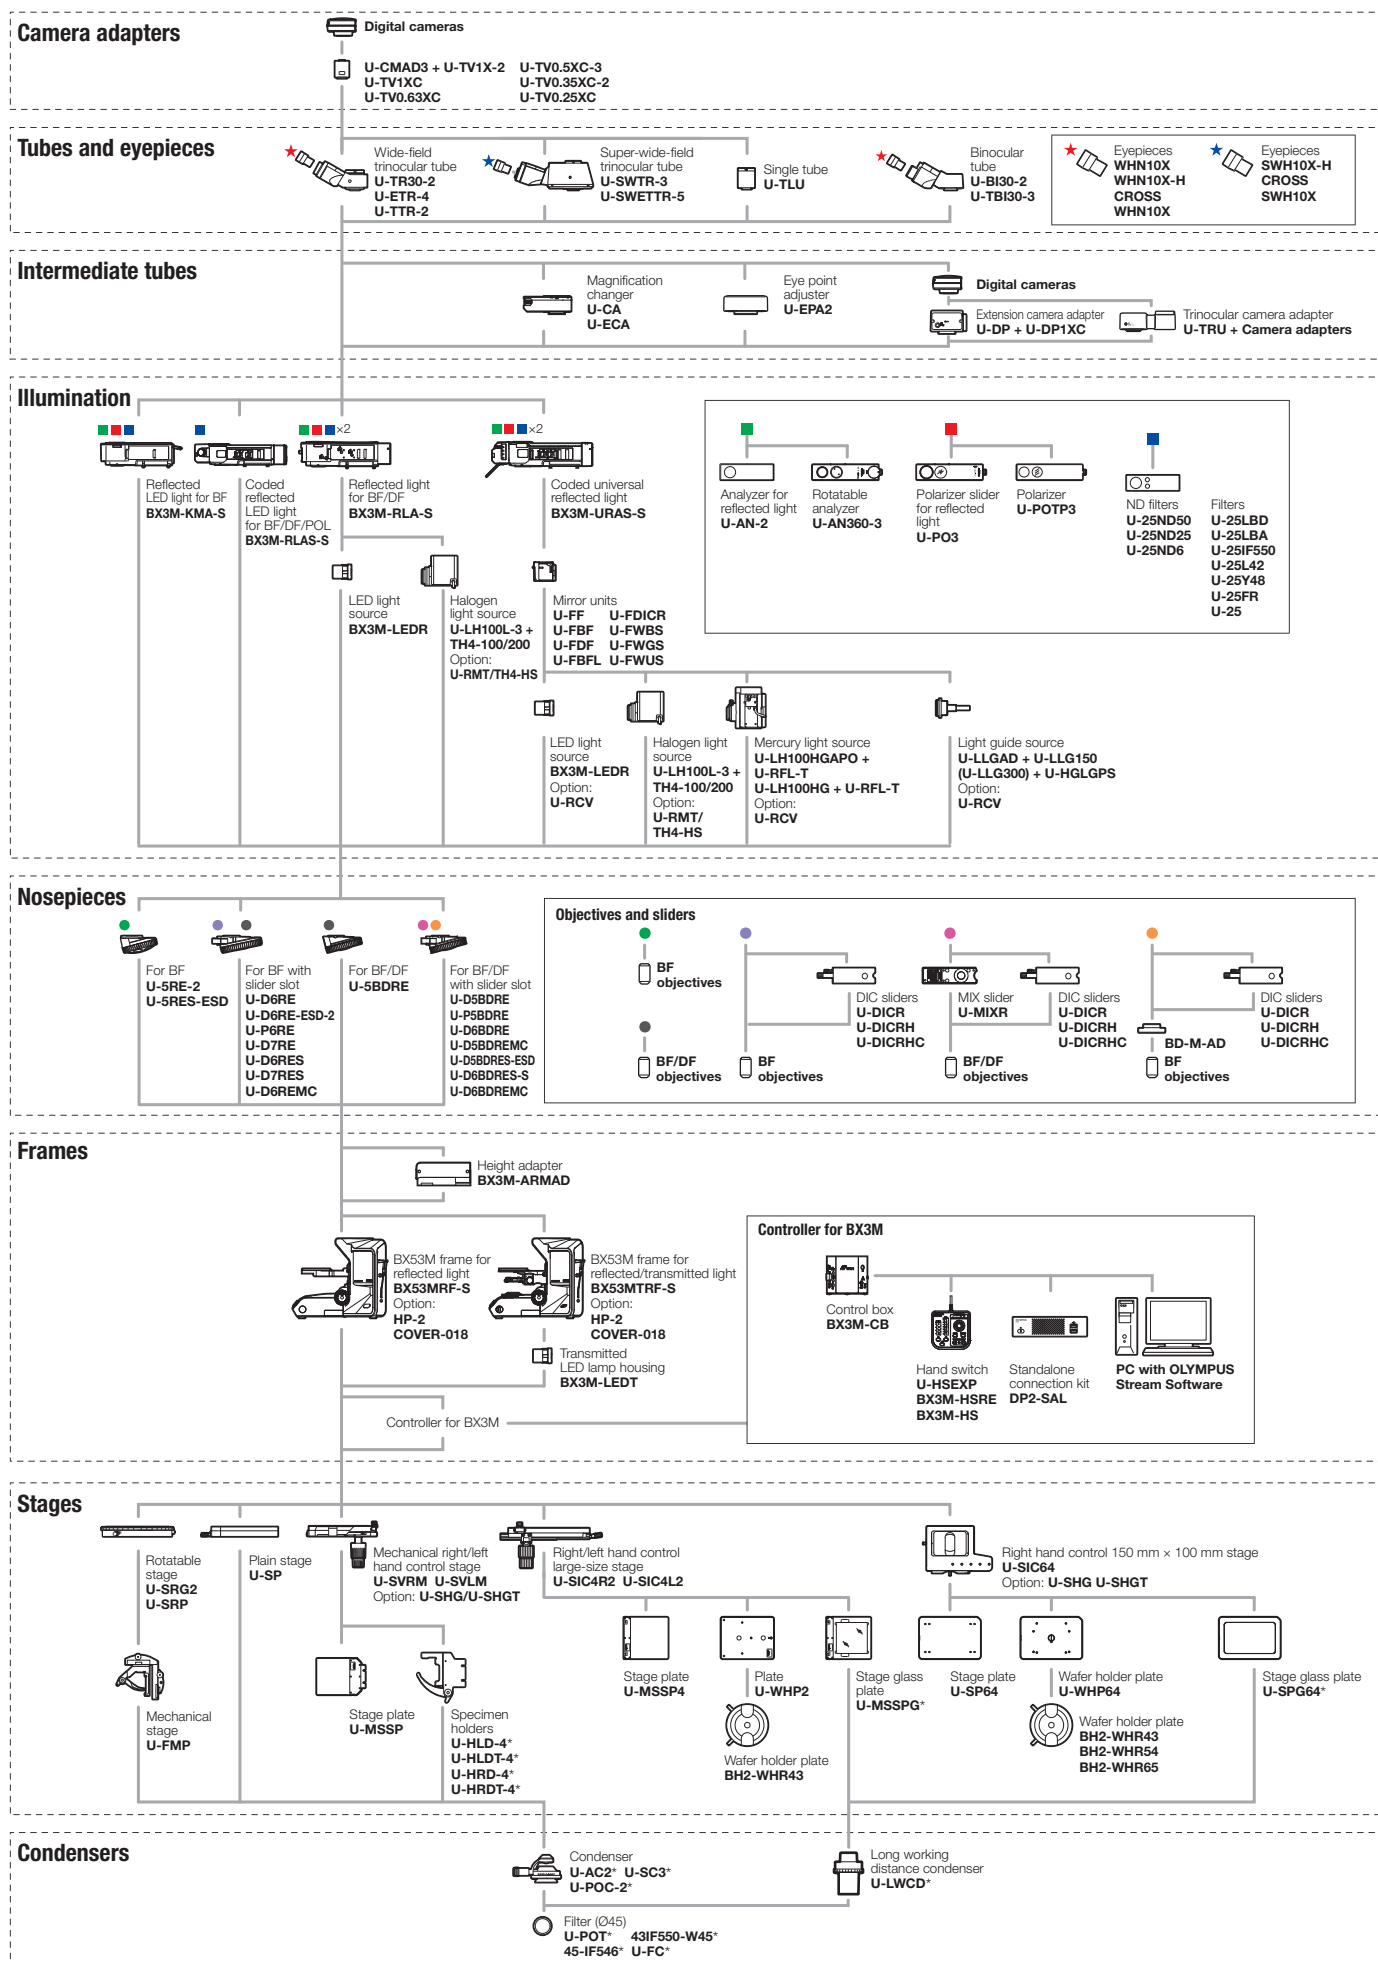 Camera adapters
Digital cameras
U-CMAD3 + U-TV1X-2 U-TV0.5XC-3
U-TV1XC U-TV0.35XC-2
U-TV0.63XC U-TV0.25XC
Tubes and eyepieces
Wide-field
trinocular tube
U-TR30-2
U-ETR-4
U-TTR-2
Super-wide-field
trinocular tube
U-SWTR-3
U-SWETTR-5
Single tube
U-TLU
Binocular
tube
U-BI30-2
U-TBI30-3
Eyepieces
WHN10X
WHN10X-H
CROSS
WHN10X
Eyepieces
SWH10X-H
CROSS
SWH10X
Intermediate tubes
Magnification
changer
U-CA
U-ECA
Eye point
adjuster
U-EPA2
Digital cameras
Extension camera adapter
U-DP + U-DP1XC
Trinocular camera adapter
U-TRU + Camera adapters
Illumination
×2
×2
Reflected
LED light for BF
BX3M-KMA-S
Coded
reflected
LED light
for BF/DF/POL
BX3M-RLAS-S
Reflected light
for BF/DF
BX3M-RLA-S
Coded universal
reflected light
BX3M-URAS-S
Analyzer for
reflected light
U-AN-2
Rotatable
analyzer
U-AN360-3
Polarizer slider
for reflected
light
U-PO3
Polarizer
U-POTP3
ND filters
U-25ND50
U-25ND25
U-25ND6
Filters
U-25LBD
U-25LBA
U-25IF550
U-25L42
U-25Y48
U-25FR
U-25
LED light
source
BX3M-LEDR
Halogen
light source
U-LH100L-3 +
TH4-100/200
Option:
U-RMT/TH4-HS
Mirror units
U-FF U-FDICR
U-FBF U-FWBS
U-FDF U-FWGS
U-FBFL U-FWUS
LED light
source
BX3M-LEDR
Option:
U-RCV
Halogen light
source
U-LH100L-3 +
TH4-100/200
Option:
U-RMT/
TH4-HS
Mercury light source
U-LH100HGAPO +
U-RFL-T
U-LH100HG + U-RFL-T
Option:
U-RCV
Light guide source
U-LLGAD + U-LLG150
(U-LLG300) + U-HGLGPS
Option:
U-RCV
Nosepieces
For BF
U-5RE-2
U-5RES-ESD
For BF with
slider slot
U-D6RE
U-D6RE-ESD-2
U-P6RE
U-D7RE
U-D6RES
U-D7RES
U-D6REMC
For BF/DF
U-5BDRE
For BF/DF
with slider slot
U-D5BDRE
U-P5BDRE
U-D6BDRE
U-D5BDREMC
U-D5BDRES-ESD
U-D6BDRES-S
U-D6BDREMC
Objectives and sliders
BF
objectives
BF/DF
objectives
DIC sliders
U-DICR
U-DICRH
U-DICRHC
BF
objectives
MIX slider
U-MIXR
DIC sliders
U-DICR
U-DICRH
U-DICRHC
BF/DF
objectives
DIC sliders
U-DICR
U-DICRH
U-DICRHC
BD-M-AD
BF
objectives
Frames
Height adapter
BX3M-ARMAD
BX53M frame for
reflected light
BX53MRF-S
Option:
HP-2
COVER-018
BX53M frame for
reflected/transmitted light
BX53MTRF-S
Option:
HP-2
COVER-018
Transmitted
LED lamp housing
BX3M-LEDT
Controller for BX3M
Controller for BX3M
Control box
BX3M-CB
Hand switch
U-HSEXP
BX3M-HSRE
BX3M-HS
Standalone
connection kit
DP2-SAL
PC with OLYMPUS
Stream Software
Stages
Rotatable
stage
U-SRG2
U-SRP
Plain stage
U-SP
Mechanical right/left
hand control stage
U-SVRM U-SVLM
Option: U-SHG/U-SHGT
Right/left hand control
large-size stage
U-SIC4R2 U-SIC4L2
Right hand control 150 mm × 100 mm stage
U-SIC64
Option: U-SHG U-SHGT
Mechanical
stage
U-FMP
Stage plate
U-MSSP
Specimen
holders
U-HLD-4*
U-HLDT-4*
U-HRD-4*
U-HRDT-4*
Stage plate
U-MSSP4
Plate
U-WHP2
Wafer holder plate
BH2-WHR43
Stage glass
plate
U-MSSPG*
Stage plate
U-SP64
Wafer holder plate
U-WHP64
Wafer holder plate
BH2-WHR43
BH2-WHR54
BH2-WHR65
Stage glass plate
U-SPG64*
Condensers
Condenser
U-AC2* U-SC3*
U-POC-2*
Long working
distance condenser
U-LWCD*
Filter (Ø45)
U-POT* 43IF550-W45*
45-IF546* U-FC*